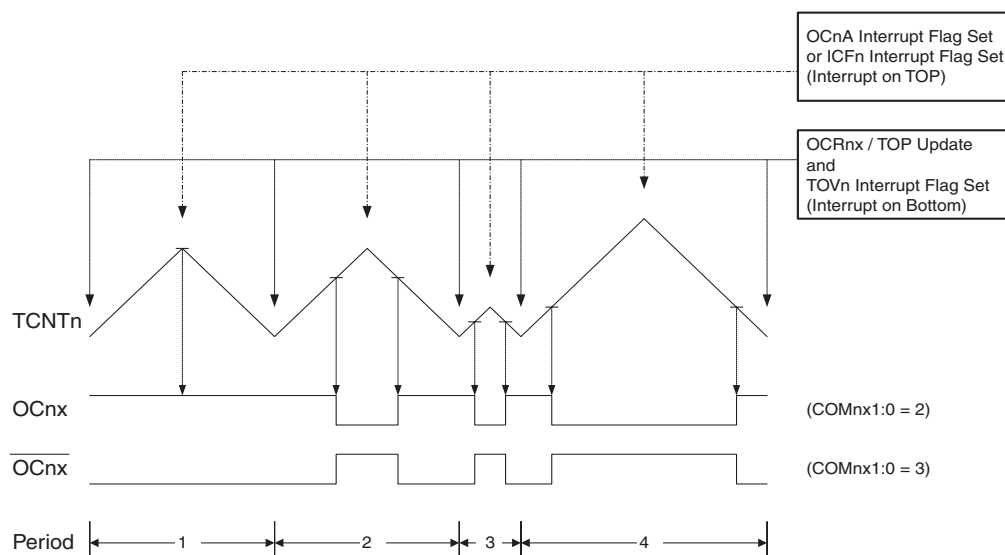 OCnA Interrupt Flag Set
or ICFn Interrupt Flag Set
(Interrupt on TOP)
OCRnx / TOP Update
and
TOVn Interrupt Flag Set
(Interrupt on Bottom)
TCNTn
OCnx
(COMnx1:0 = 2)
OCnx
(COMnx1:0 = 3)
Period
1
2
3
4